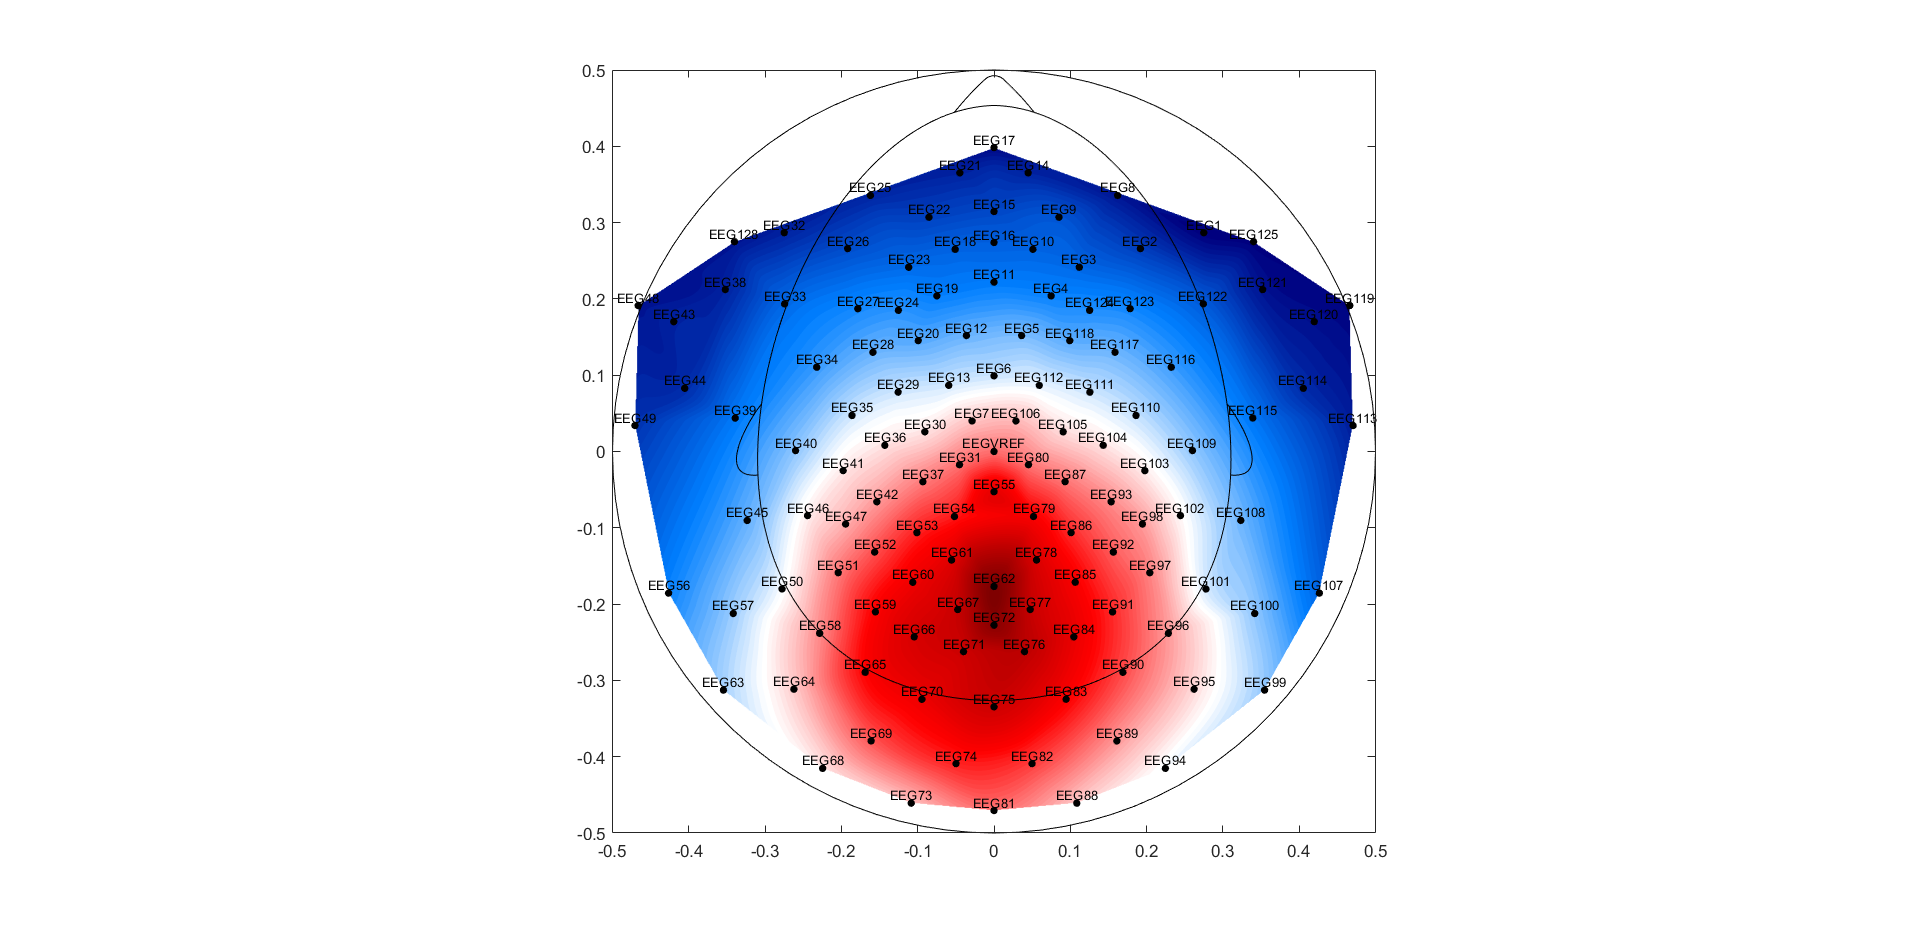 0.5
EEG17
0.4
EEG21 EEG14
EEG25 EEG8
EEG22 EEG15 EEG9
0.3
EEG128 EEG32 EEG1 EEG125
EEG26 EEG18 EEG16 EEG10 EEG2
EEG23 EEG3
EEG38 EEG11 EEG121
EEG48 EEG33 EEG19 EEG4 EEG122 EEG119
0.2
EEG43 EEG27 EEG24 EEG124 EEG123 EEG120
EEG28 EEG20 EEG12 EEG5 EEG118 EEG117
EEG34 EEG116
0.1
EEG44 EEG29 EEG13 EEG6 EEG112 EEG111 EEG114
EEG49 EEG39 EEG35 EEG7 EEG106 EEG110 EEG115 EEG113
EEG40 EEG36 EEG30 EEGVREF EEG105 EEG104 EEG109
0
EEG41 EEG37 EEG31 EEG80 EEG87 EEG103
EEG42 EEG55 EEG93
EEG45 EEG46 EEG47 EEG54 EEG79 EEG98 EEG102 EEG108
-0.1
EEG53 EEG86
EEG52 EEG61 EEG78 EEG92
EEG56 EEG50 EEG51 EEG60 EEG62 EEG85 EEG97 EEG101 EEG107
-0.2
EEG57 EEG59 EEG67 EEG77 EEG91 EEG100
EEG58 EEG66 EEG72 EEG84 EEG96
EEG71 EEG76
EEG65 EEG90
-0.3
EEG63 EEG64 EEG70 EEG75 EEG83 EEG95 EEG99
EEG69 EEG89
-0.4
EEG68 EEG74 EEG82 EEG94
EEG73 EEG81 EEG88
-0.5
-0.5 -0.4 -0.3 -0.2 -0.1 0 0.1 0.2 0.3 0.4 0.5